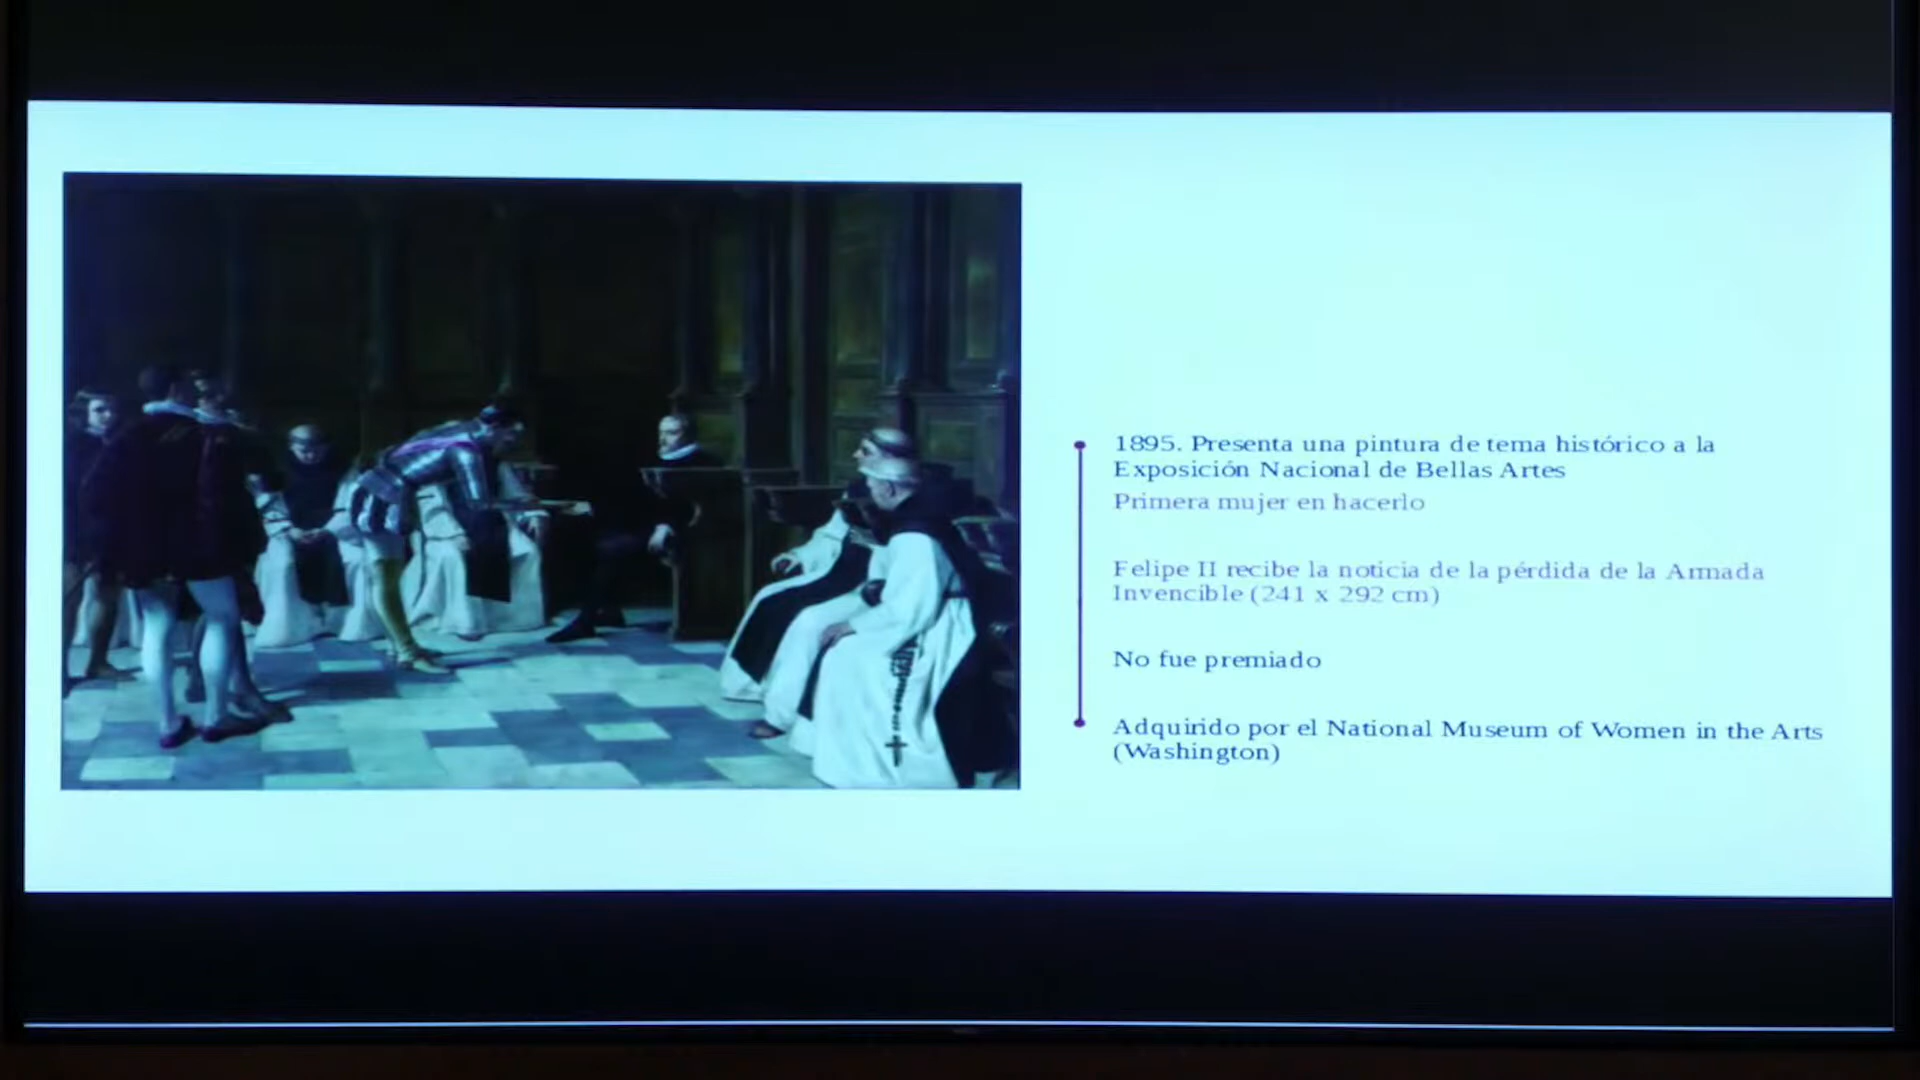 1895. Presenta una pintura de tema histórico a la
Exposición Nacional de Bellas Artes
Primera mujer en hacerlo
Felipe II recibe la noticia de la pérdida de la Armada
Invencible (241 x 292 cm)
No fue premiado
Adquirido por el National Museum of Women in the Arts
(Washington)